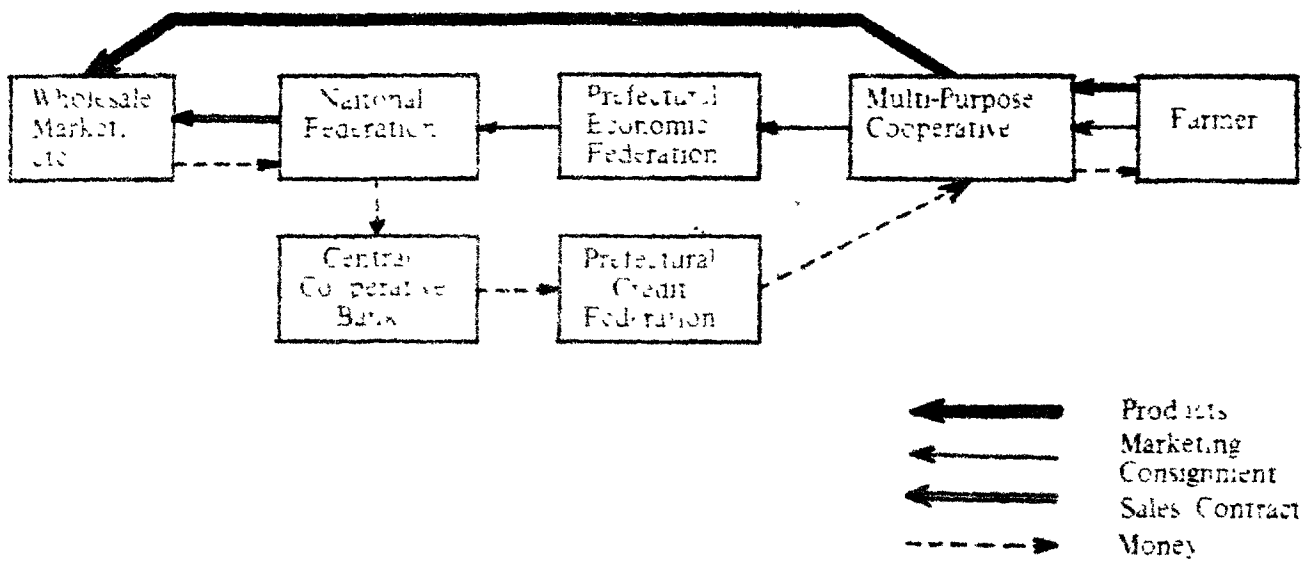 Wholesale
Market,
etc
National
Federation
Prefectural
Economic
Federation
Multi-Purpose
Cooperative
Farmer
Central
Cooperative
Bank
Prefectural
Credit
Federation
Products
Marketing
Consignment
Sales Contract
Money